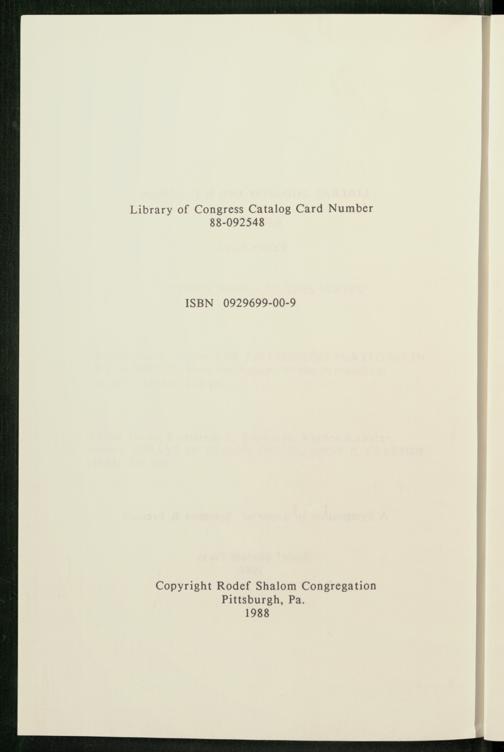 Library of Congress Catalog Card Number
88-092548
ISBN 0929699-00-9
Copyright Rodef Shalom Congregation
Pittsburgh, Pa.
1988